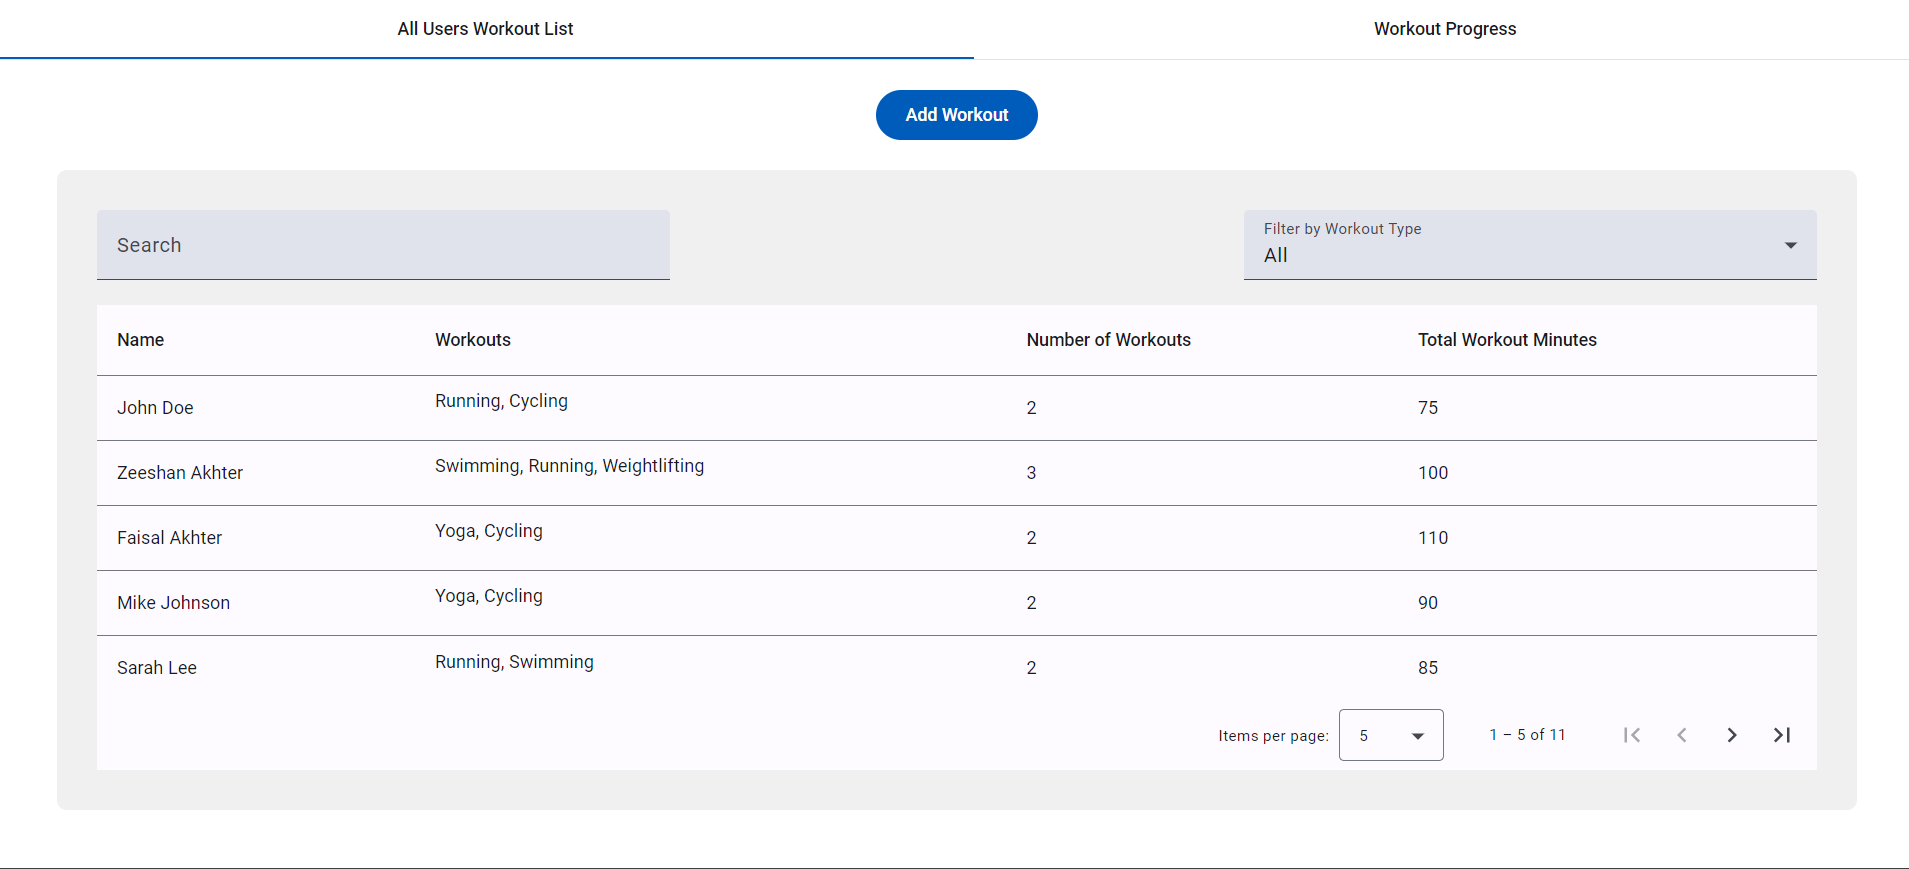 All Users Workout List Workout Progress
Add Workout
Search
Filter by Workout Type
All
Name Workouts Number of Workouts Total Workout Minutes
John Doe Running, Cycling 2 75
Zeeshan Akhter Swimming, Running, Weightlifting 3 100
Faisal Akhter Yoga, Cycling 2 110
Mike Johnson Yoga, Cycling 2 90
Sarah Lee Running, Swimming 2 85
Items per page: 5 1 – 5 of 11